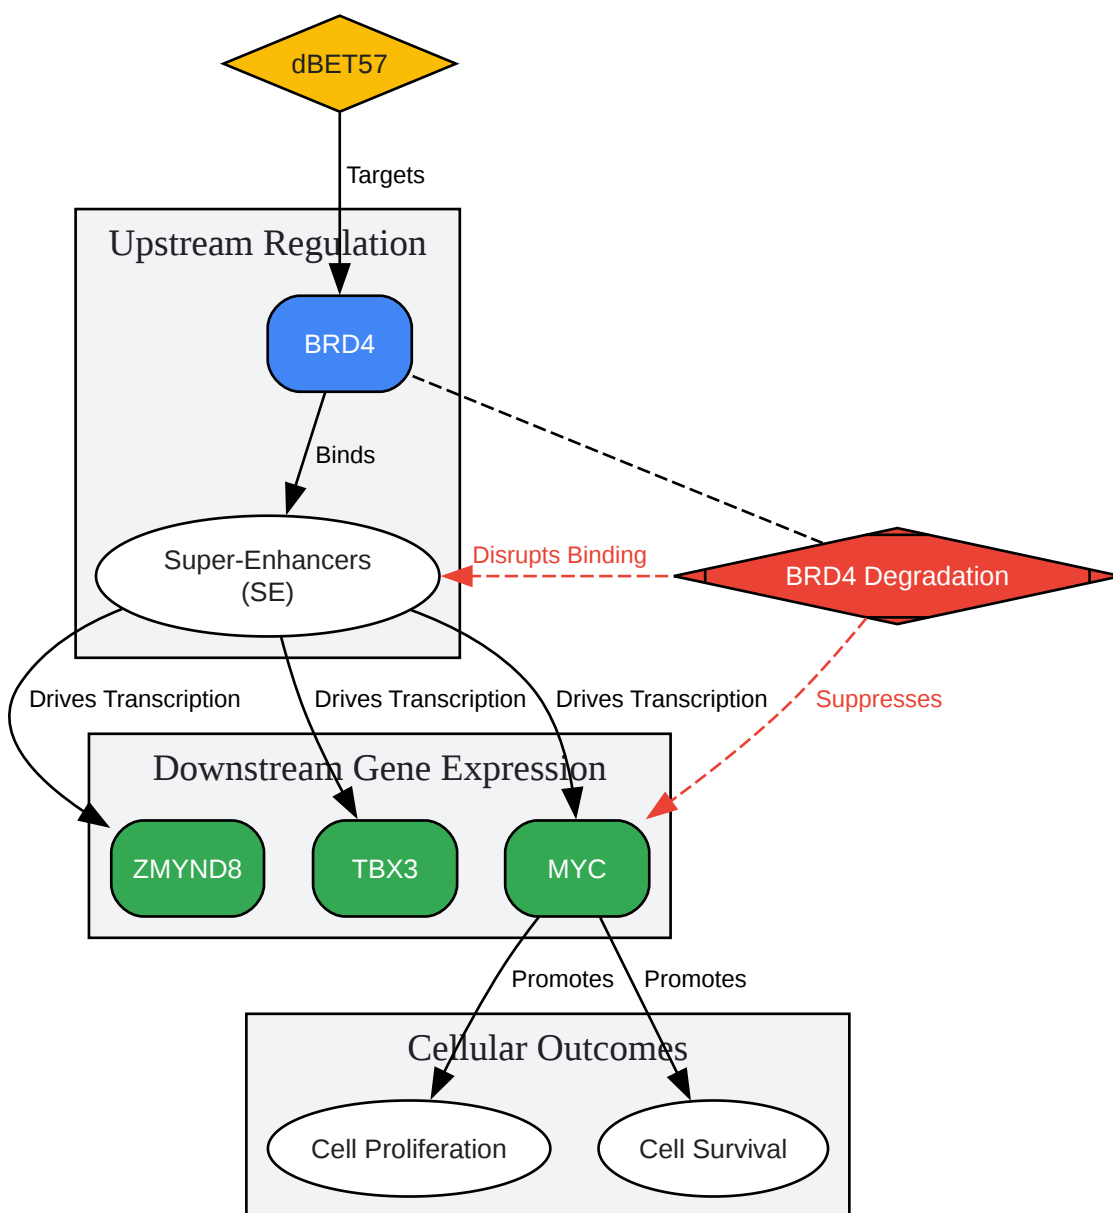 dBET57
Targets
Upstream Regulation
BRD4
Binds
Super-Enhancers
(SE)
Disrupts Binding
BRD4 Degradation
Drives Transcription
Drives Transcription
Drives Transcription
Suppresses
Downstream Gene Expression
ZMYND8
TBX3
MYC
Promotes
Promotes
Cellular Outcomes
Cell Proliferation
Cell Survival